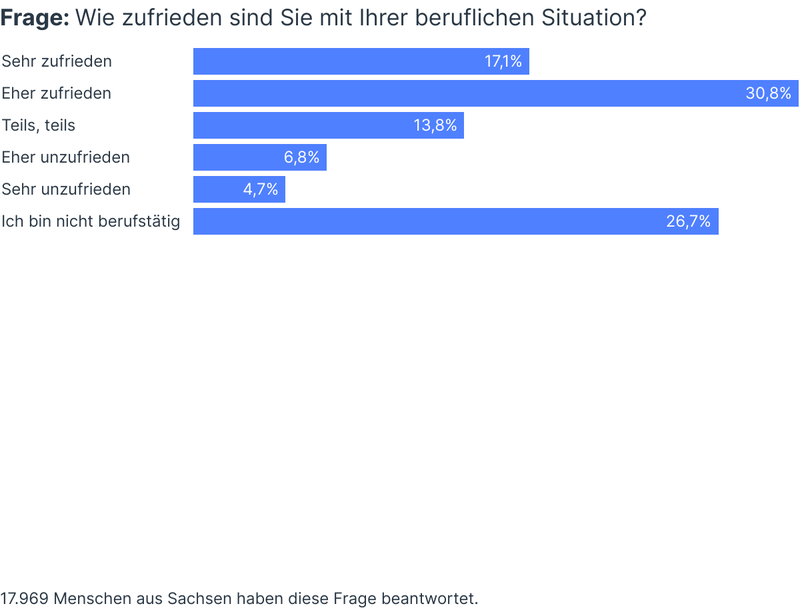 Frage: Wie zufrieden sind Sie mit Ihrer beruflichen Situation?
Sehr zufrieden 17,1%
Eher zufrieden 30,8%
Teils, teils 13,8%
Eher unzufrieden 6,8%
Sehr unzufrieden 4,7%
Ich bin nicht berufstätig 26,7%
17.969 Menschen aus Sachsen haben diese Frage beantwortet.